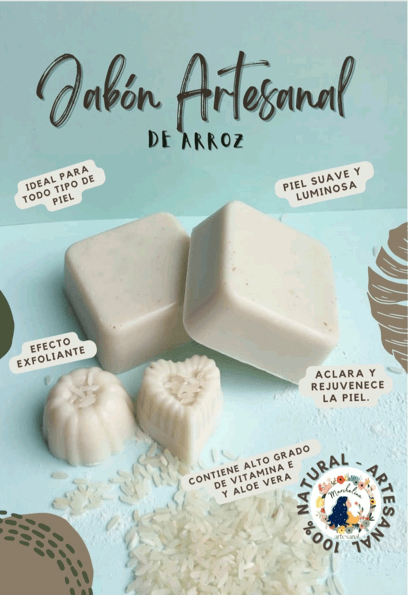 Jabón Artesanal
DE ARROZ
IDEAL PARA
TODO TIPO DE
PIEL
PIEL SUAVE Y
LUMINOSA
EFECTO
EXFOLIANTE
ACLARA Y
REJUVENECE
LA PIEL.
CONTIENE ALTO GRADO
DE VITAMINA E
Y ALOE VERA
100% NATURAL - ARTESANAL
artesanal